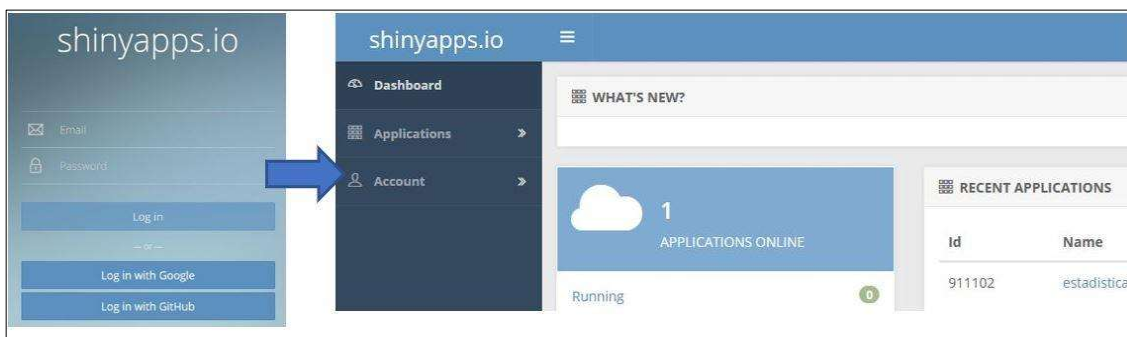 shinyapps.io
Email
Password
Log in
— or —
Log in with Google
Log in with GitHub
shinyapps.io
Dashboard
Applications
Account
WHAT'S NEW?
1
APPLICATIONS ONLINE
Running
0
RECENT APPLICATIONS
Id Name
911102 estadistica